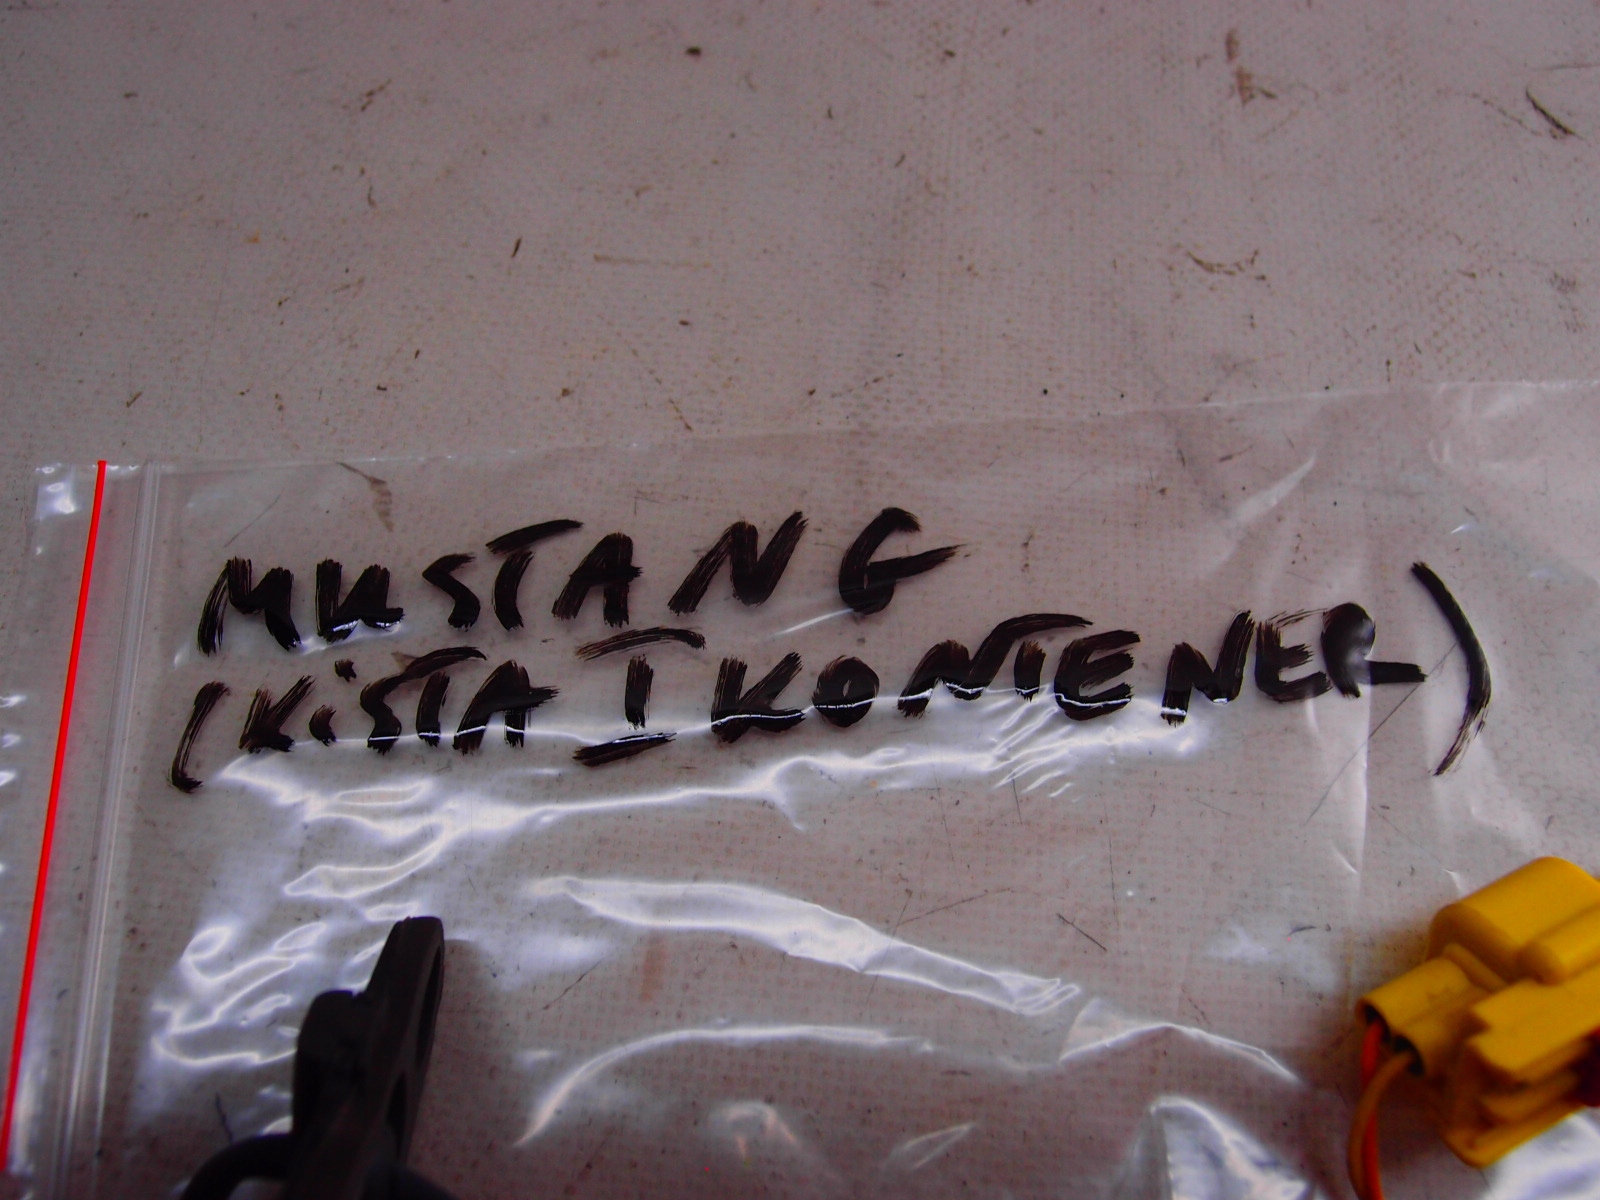 MUSTANG
(KiSTA I KONTENER)